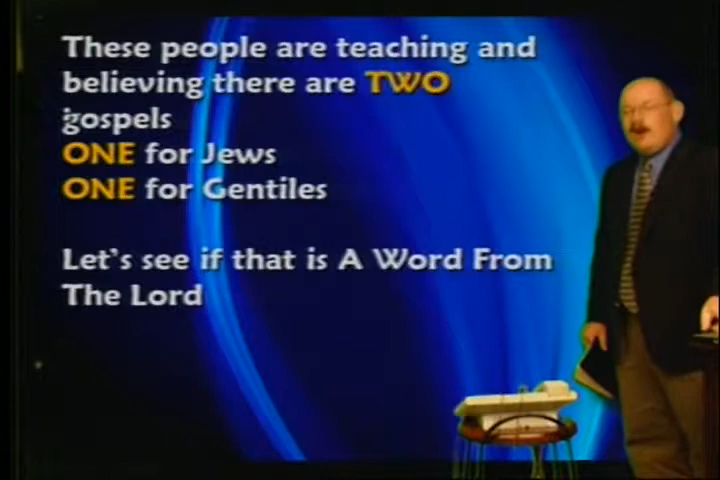 These people are teaching and
believing there are TWO
gospels
ONE for Jews
ONE for Gentiles
Let's see if that is A Word From
The Lord